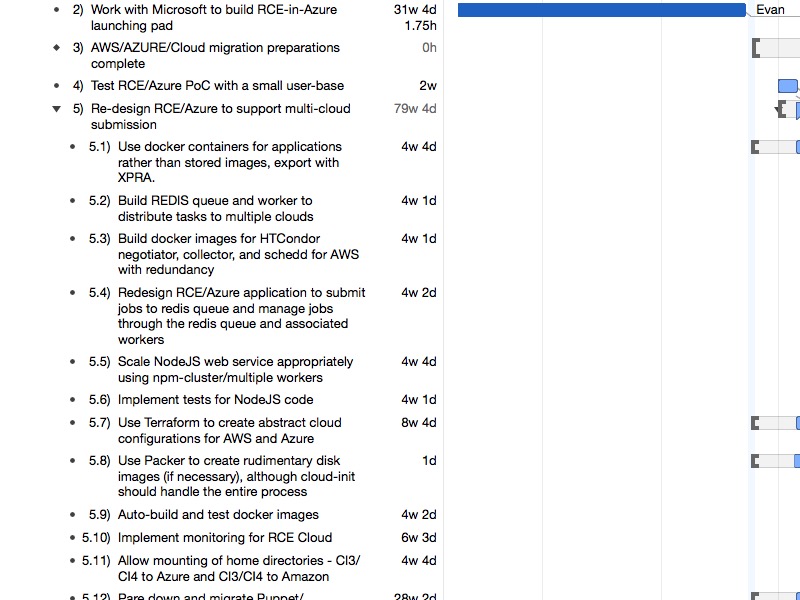 2) Work with Microsoft to build RCE-in-Azure 31w 4d Evan
launching pad 1.75h
3) AWS/AZURE/Cloud migration preparations 0h
complete
4) Test RCE/Azure PoC with a small user-base 2w
5) Re-design RCE/Azure to support multi-cloud 79w 4d
submission
5.1) Use docker containers for applications 4w 4d
rather than stored images, export with
XPRA.
5.2) Build REDIS queue and worker to 4w 1d
distribute tasks to multiple clouds
5.3) Build docker images for HTCondor 4w 1d
negotiator, collector, and schedd for AWS
with redundancy
5.4) Redesign RCE/Azure application to submit 4w 2d
jobs to redis queue and manage jobs
through the redis queue and associated
workers
5.5) Scale NodeJS web service appropriately 4w 4d
using npm-cluster/multiple workers
5.6) Implement tests for NodeJS code 4w 1d
5.7) Use Terraform to create abstract cloud 8w 4d
configurations for AWS and Azure
5.8) Use Packer to create rudimentary disk 1d
images (if necessary), although cloud-init
should handle the entire process
5.9) Auto-build and test docker images 4w 2d
5.10) Implement monitoring for RCE Cloud 6w 3d
5.11) Allow mounting of home directories - CI3/ 4w 4d
CI4 to Azure and CI3/CI4 to Amazon
5.12) Pare down and migrate Puppet/ 28w 2d